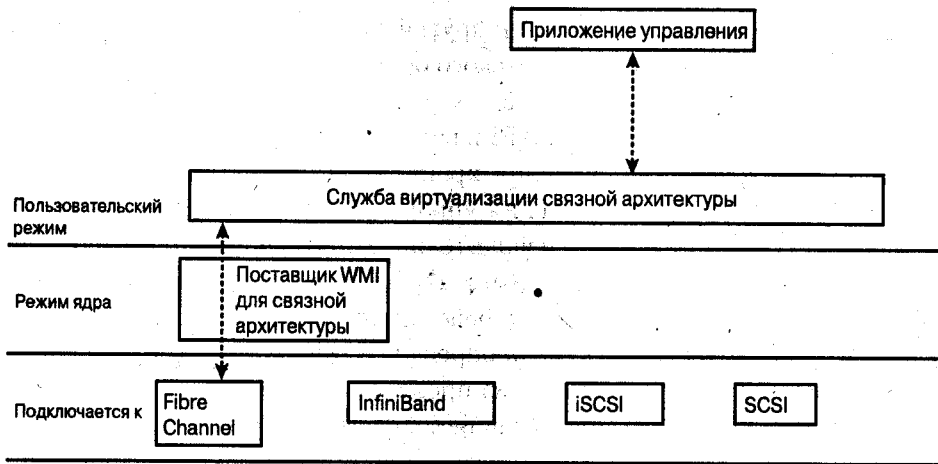 Приложение управления
Служба виртуализации связной архитектуры
Пользовательский
режим
Поставщик WMI
для связной
архитектуры
Режим ядра
Подключается к
Fibre
Channel
InfiniBand
iSCSI
SCSI